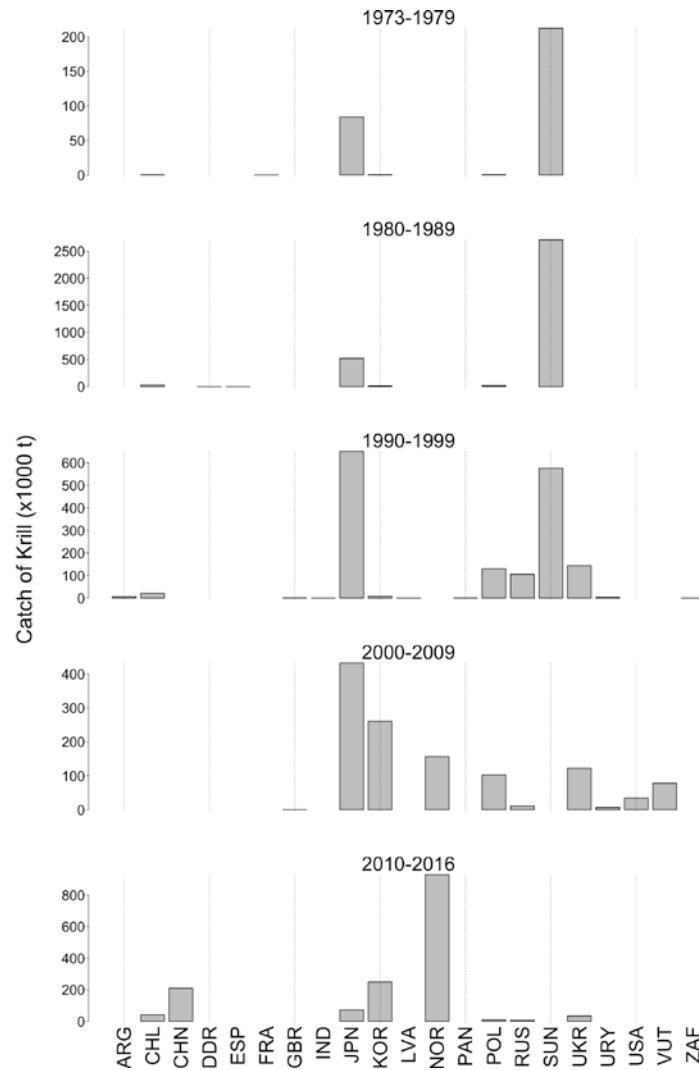 1973-1979
200
150
100
50
0
1980-1989
2500
2000
1500
1000
500
0
Catch of Krill (x1000 t)
1990-1999
600
500
400
300
200
100
0
2000-2009
400
300
200
100
0
2010-2016
800
600
400
200
0
ARG
CHL
CHN
DDR
ESP
FRA
GBR
IND
JPN
KOR
LVA
NOR
PAN
POL
RUS
SUN
UKR
URY
USA
VUT